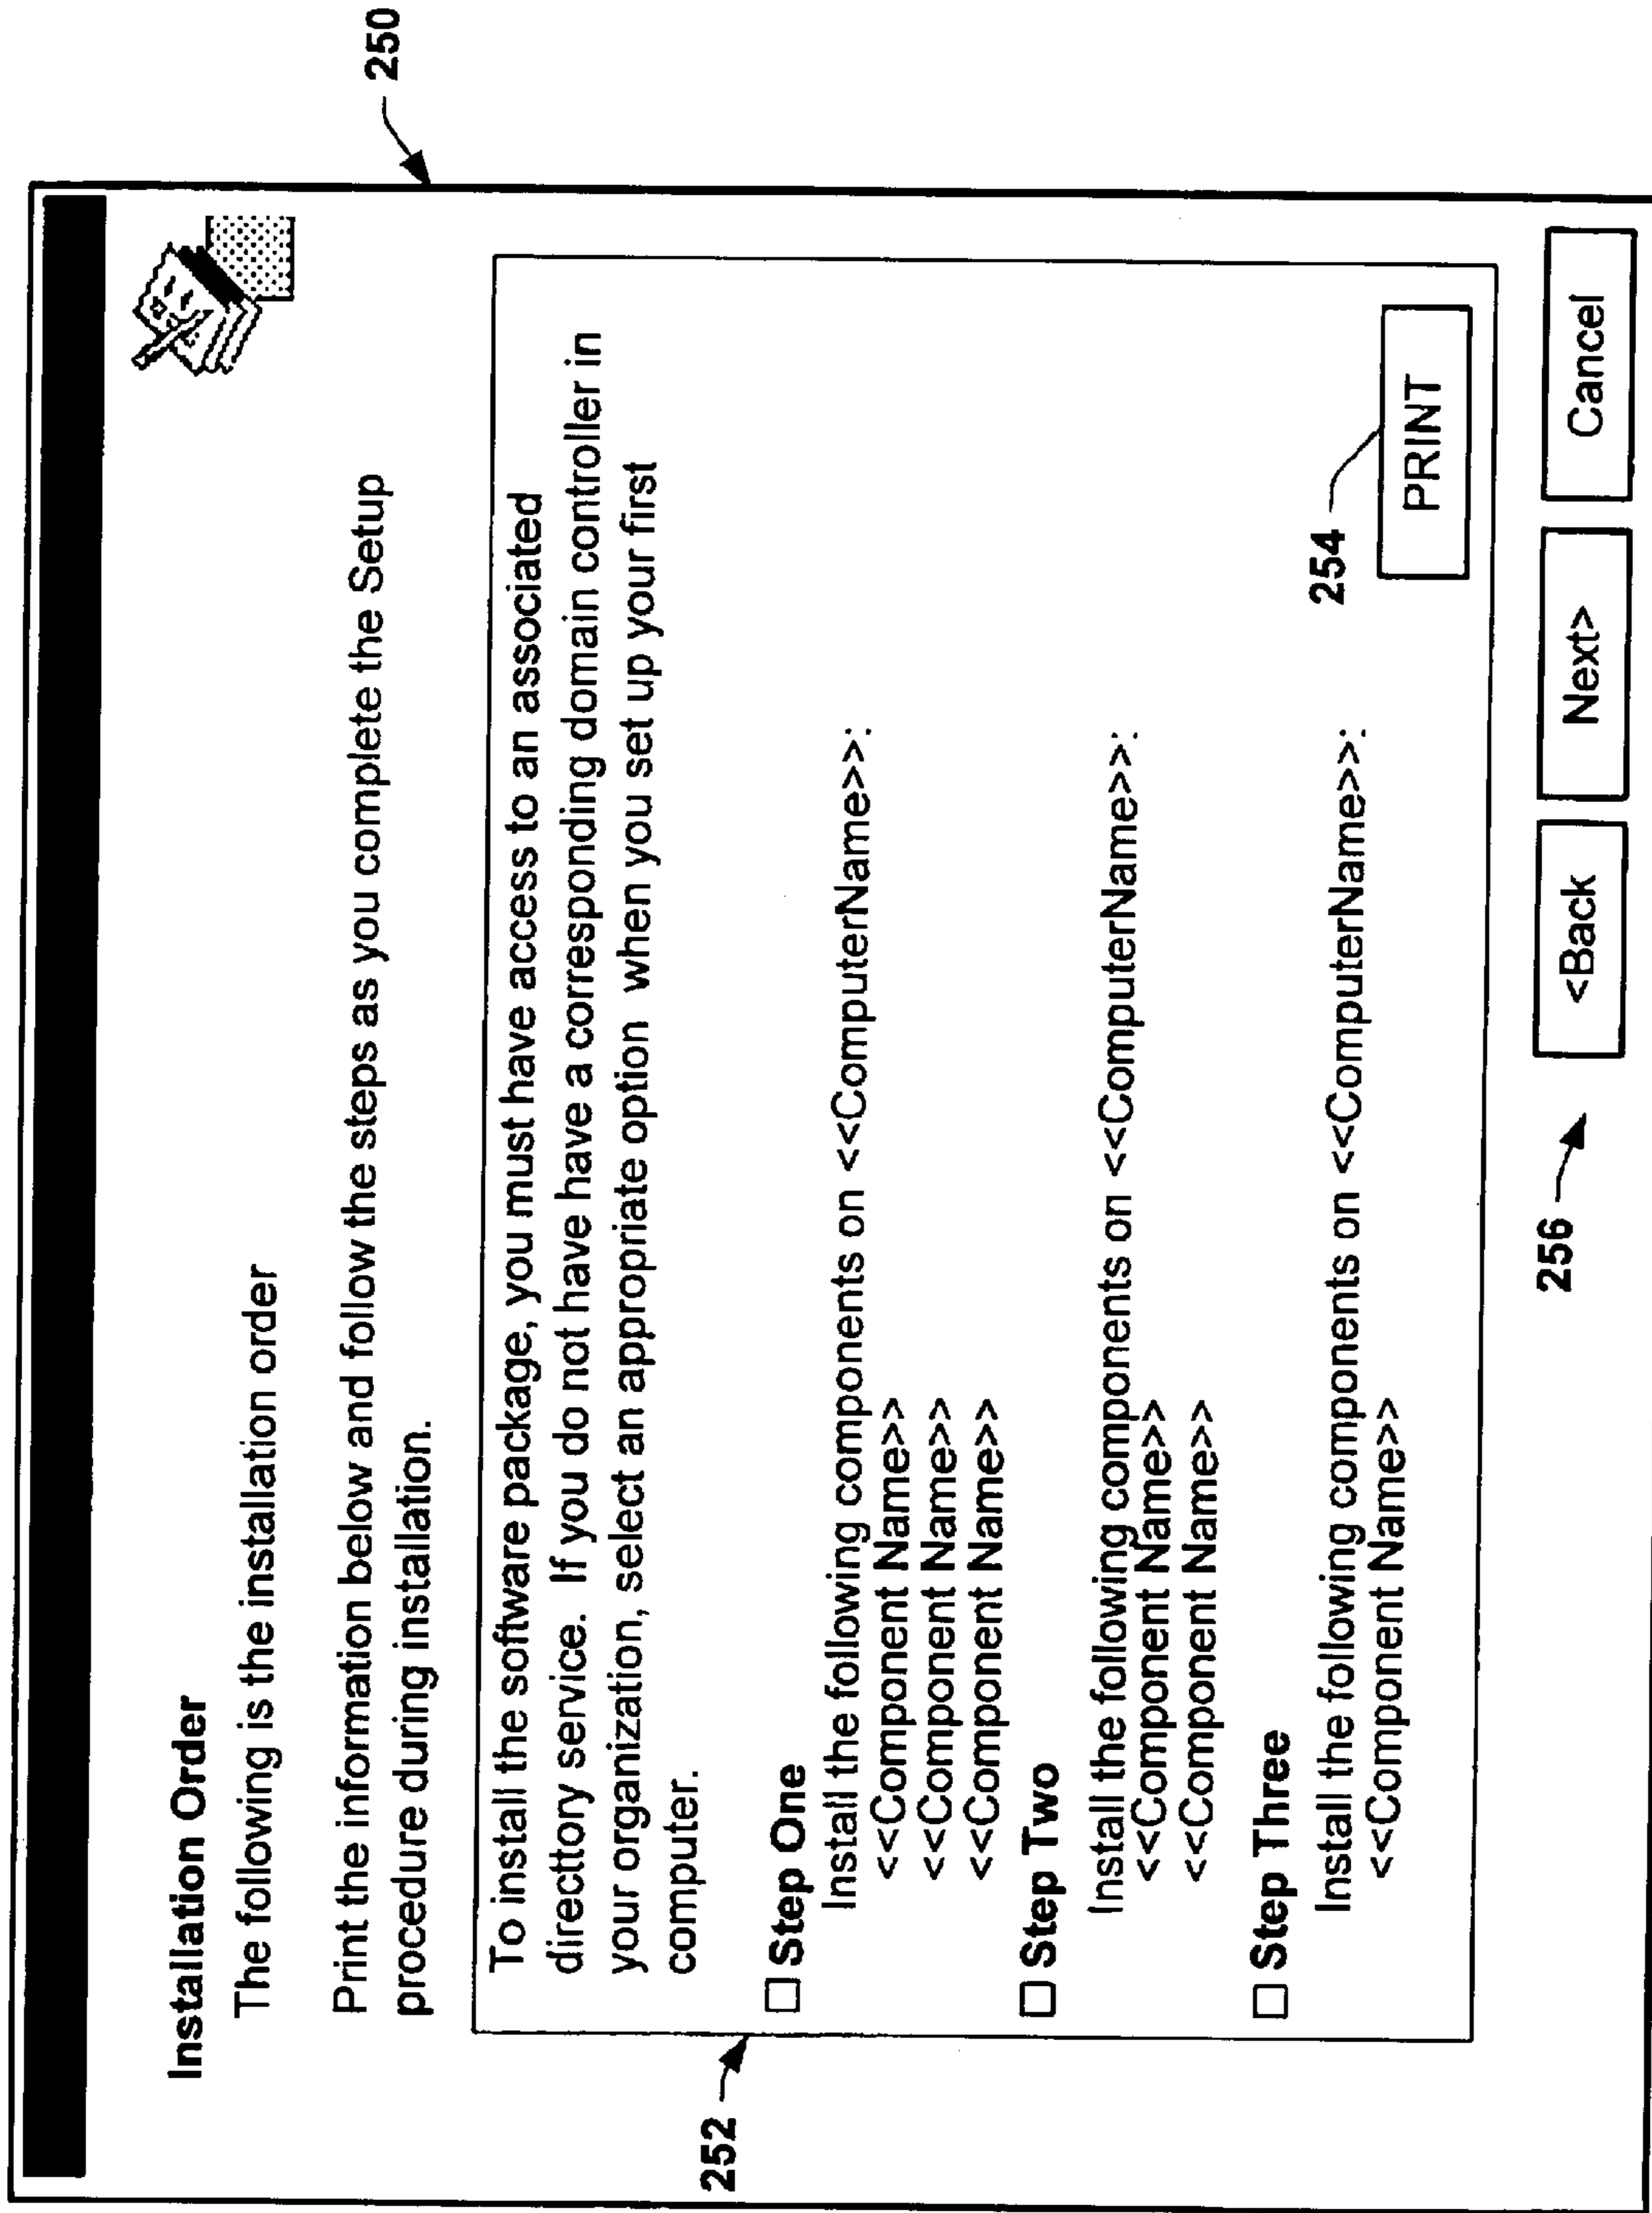 250
Installation Order
The following is the installation order
Print the information below and follow the steps as you complete the Setup
procedure during installation.
252
To install the software package, you must have access to an associated
directtory service. If you do not have have a corresponding domain controller in
your organization, select an appropriate option when you set up your first
computer.
□ Step One
Install the following components on <<ComputerName>>:
<<Component Name>>
<<Component Name>>
<<Component Name>>
□ Step Two
Install the following components on <<ComputerName>>:
<<Component Name>>
<<Component Name>>
□ Step Three
Install the following components on <<ComputerName>>:
<<Component Name>>
254
PRINT
256
<Back
Next>
Cancel